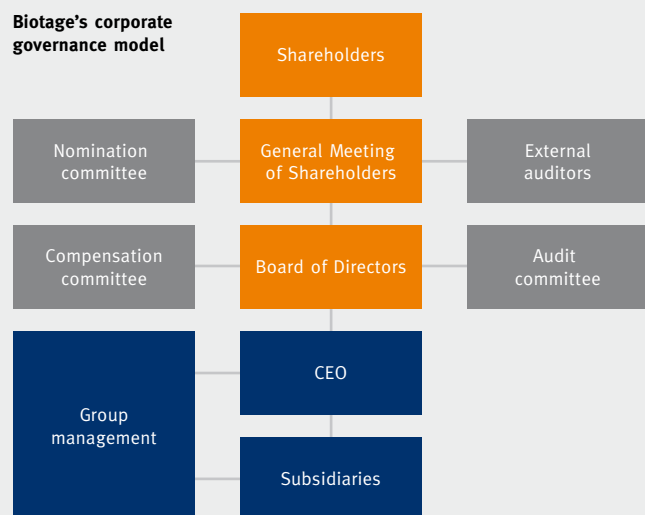 Biotage’s corporate
governance model
Shareholders
Nomination
committee
General Meeting
of Shareholders
External
auditors
Compensation
committee
Board of Directors
Audit
committee
Group
management
CEO
Subsidiaries